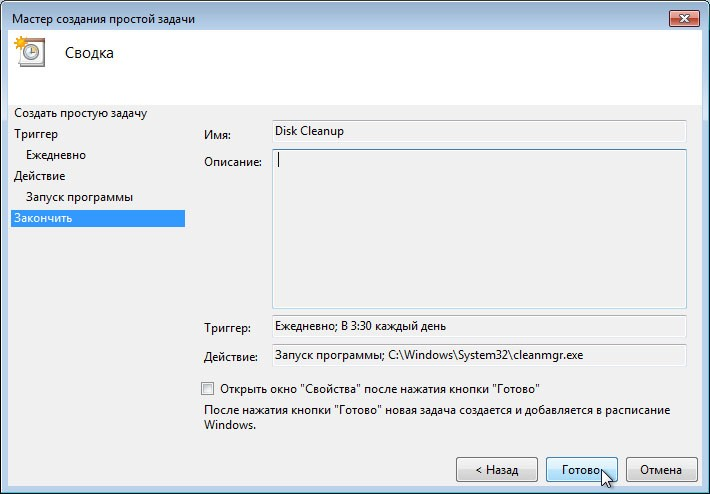 Мастер создания простой задачи
Сводка
Создать простую задачу
Триггер
Ежедневно
Действие
Запуск программы
Закончить
Имя: Disk Cleanup
Описание:
Триггер: Ежедневно; В 3:30 каждый день
Действие: Запуск программы; C:\Windows\System32\cleanmgr.exe
Открыть окно "Свойства" после нажатия кнопки "Готово"
После нажатия кнопки "Готово" новая задача создается и добавляется в расписание
Windows.
< Назад Готово Отмена